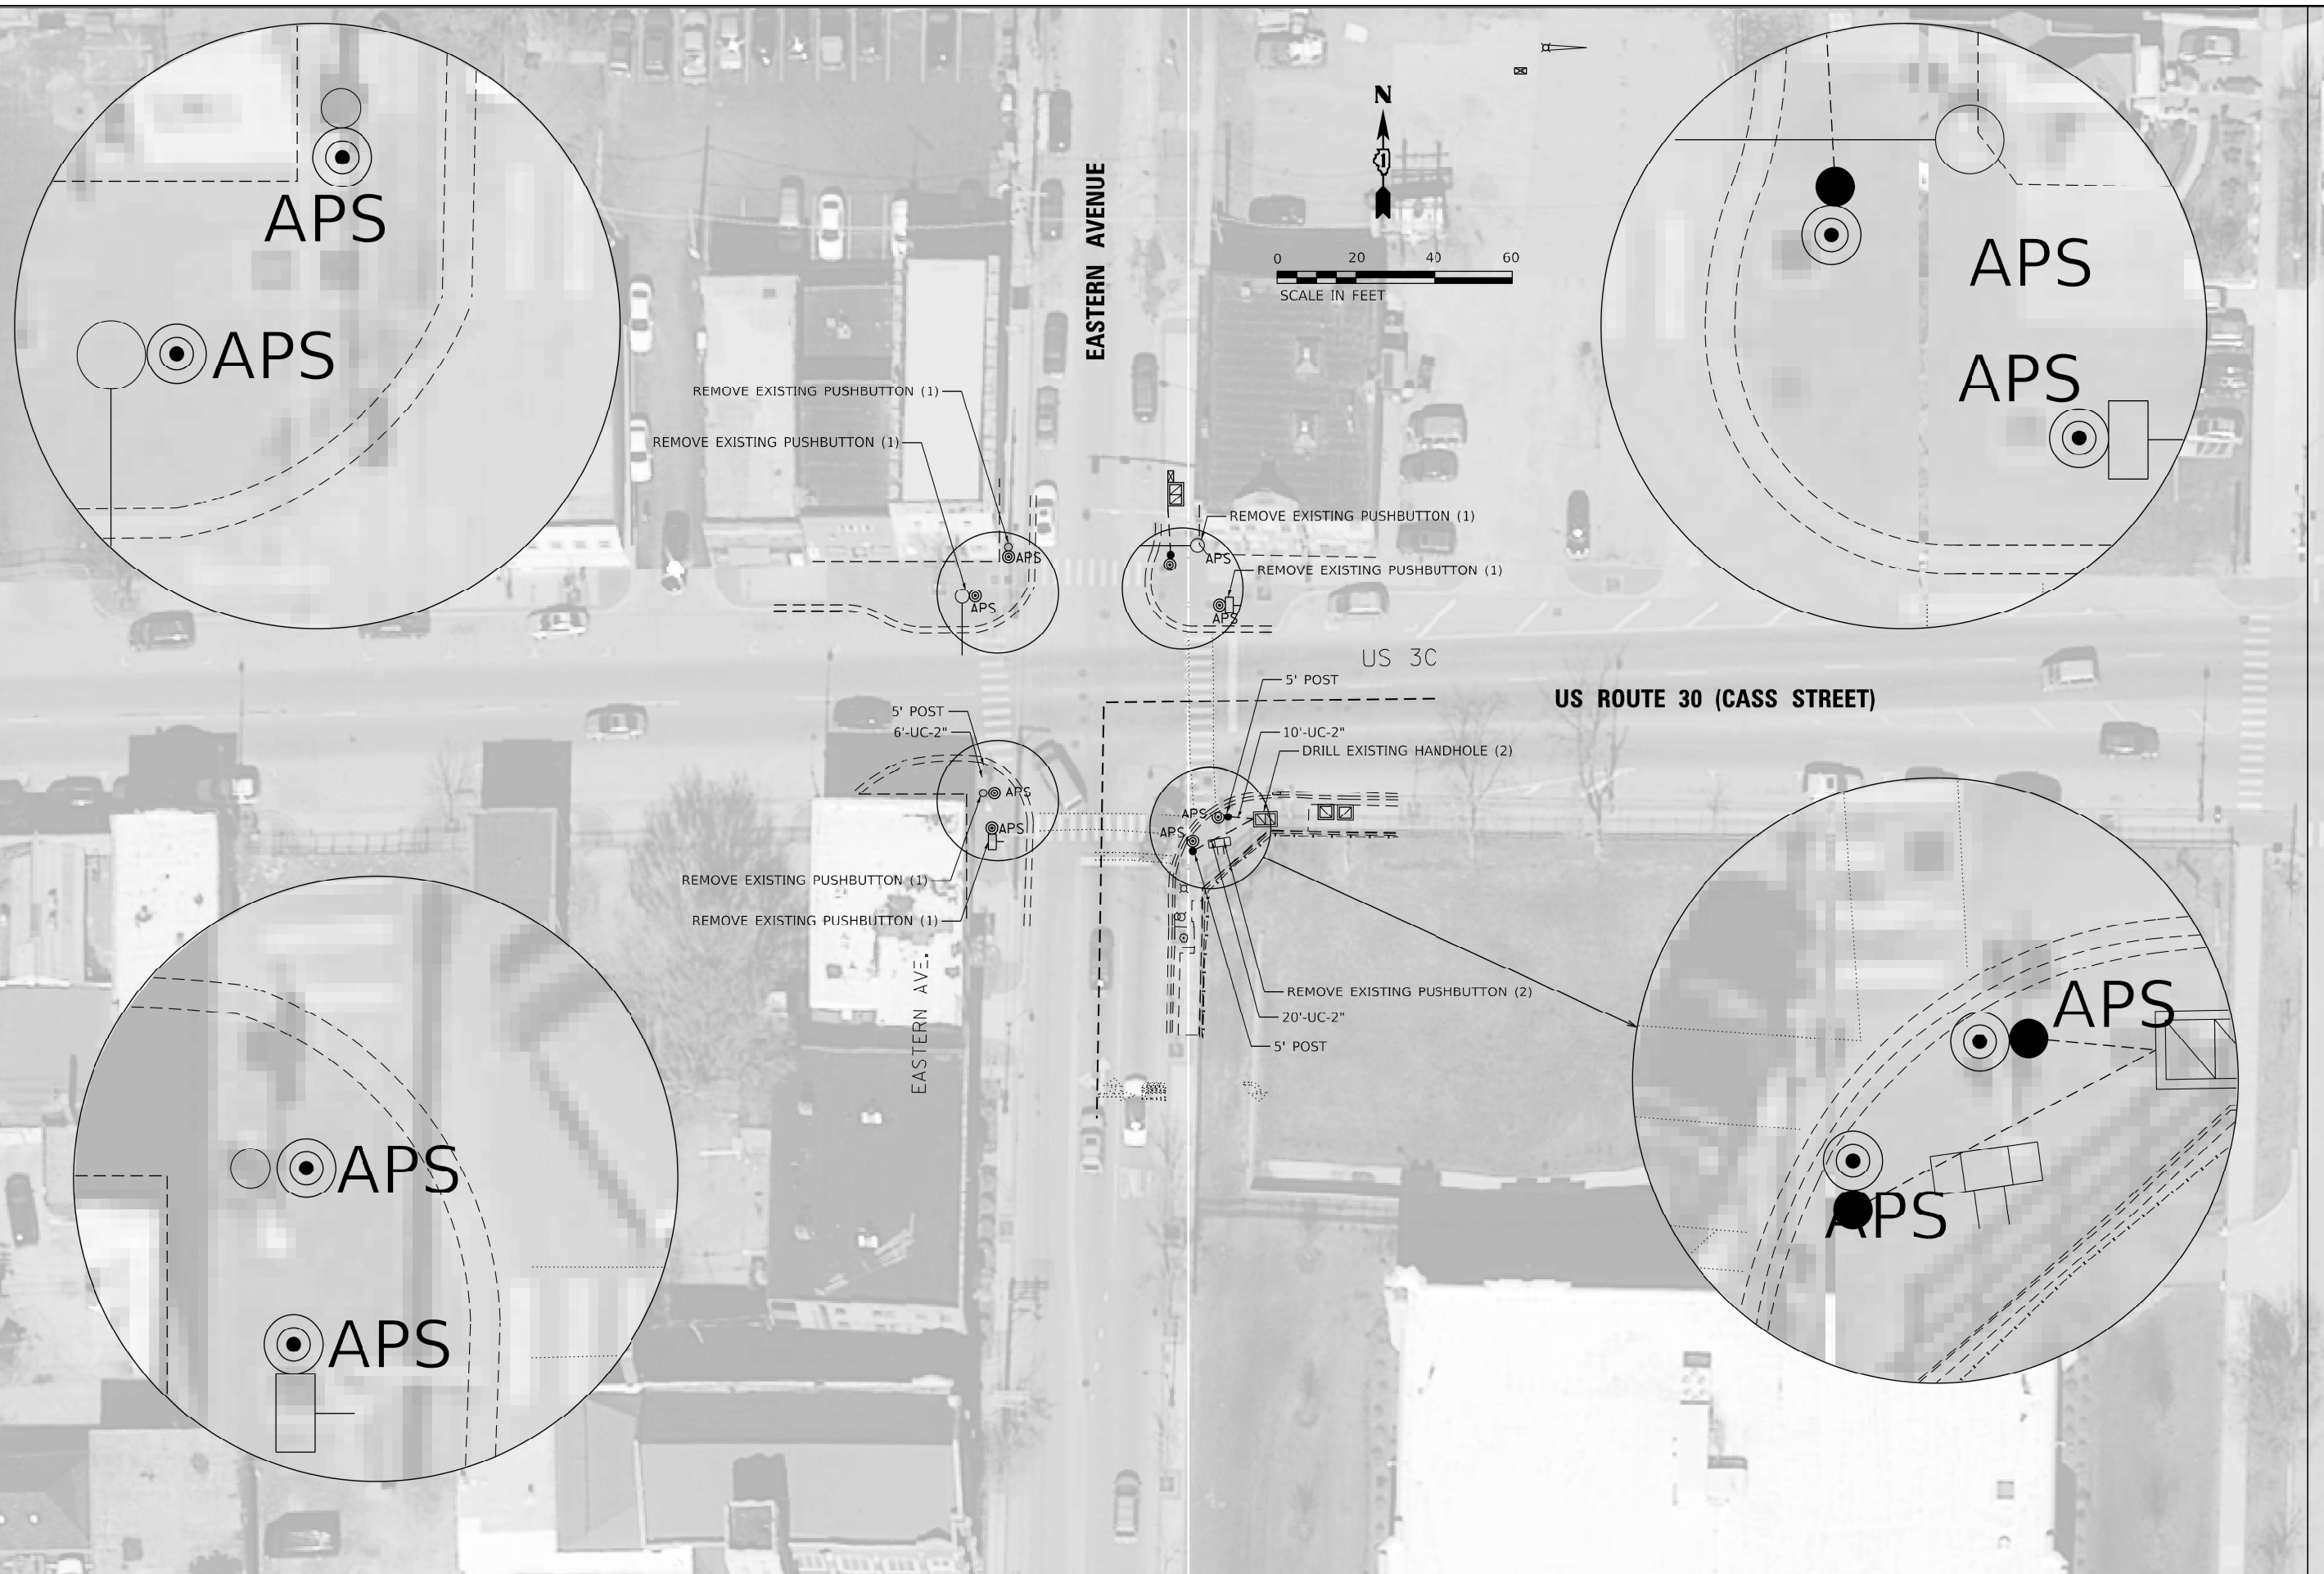 APS
APS
N
EASTERN AVENUE
0 20 40 60
SCALE IN FEET
APS
APS
REMOVE EXISTING PUSHBUTTON (1)
REMOVE EXISTING PUSHBUTTON (1)
REMOVE EXISTING PUSHBUTTON (1)
APS
APS
REMOVE EXISTING PUSHBUTTON (1)
APS
APS
US 30
5' POST
US ROUTE 30 (CASS STREET)
5' POST
6'-UC-2"
10'-UC-2"
DRILL EXISTING HANDHOLE (2)
APS
APS
APS
APS
REMOVE EXISTING PUSHBUTTON (1)
REMOVE EXISTING PUSHBUTTON (1)
EASTERN AVE.
REMOVE EXISTING PUSHBUTTON (2)
20'-UC-2"
5' POST
APS
APS
APS
APS